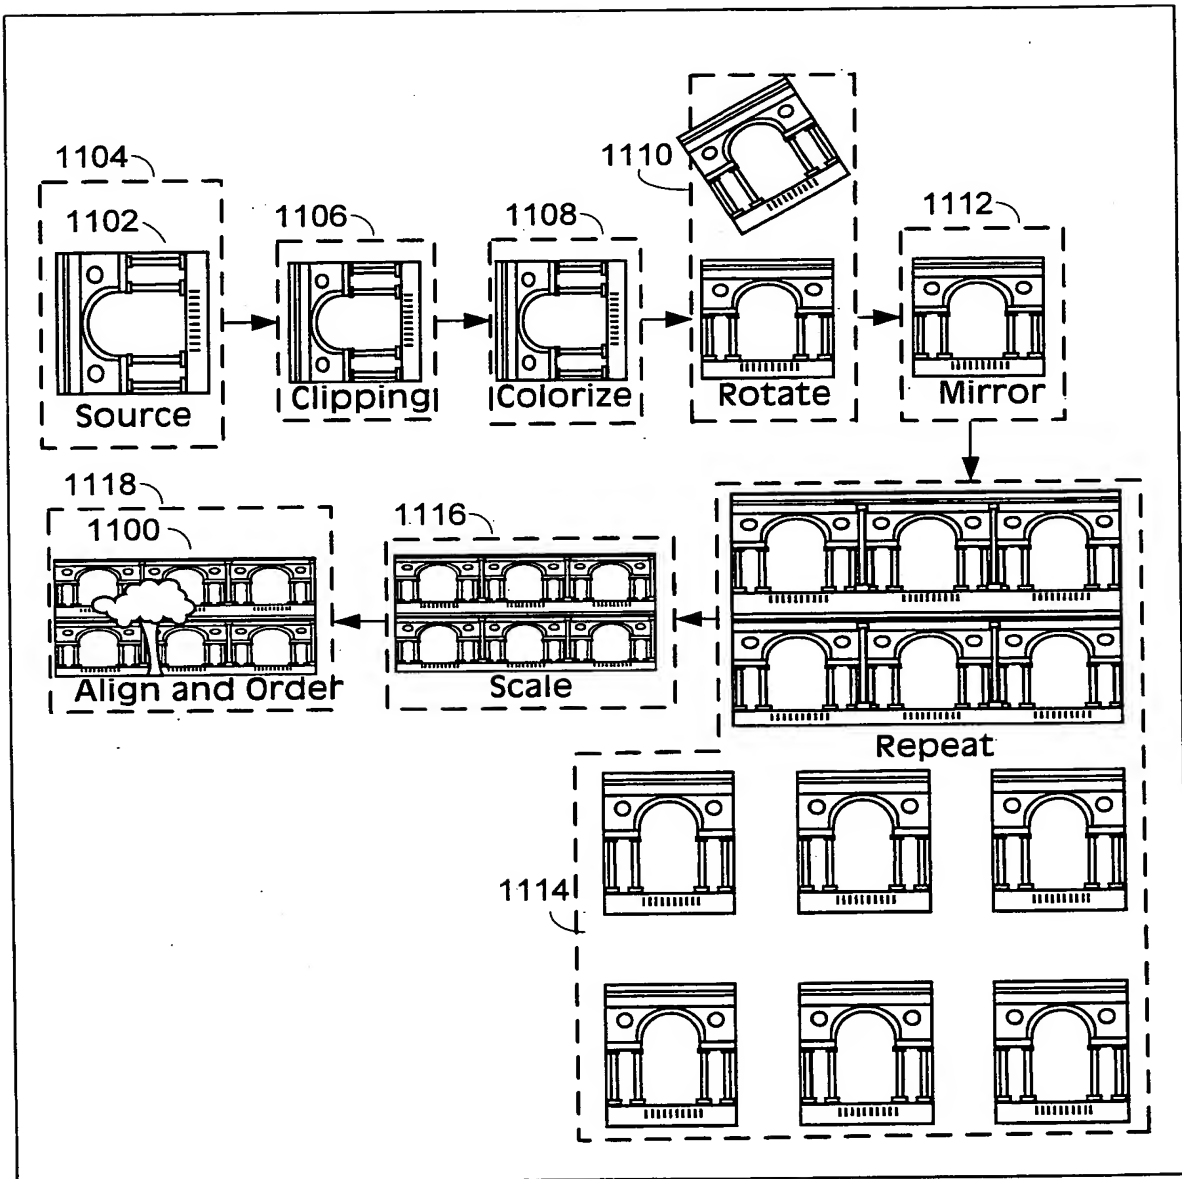 1104
1102
Source
1106
Clipping
1108
Colorize
1110
Rotate
1112
Mirror
1118
1100
Align and Order
1116
Scale
Repeat
1114